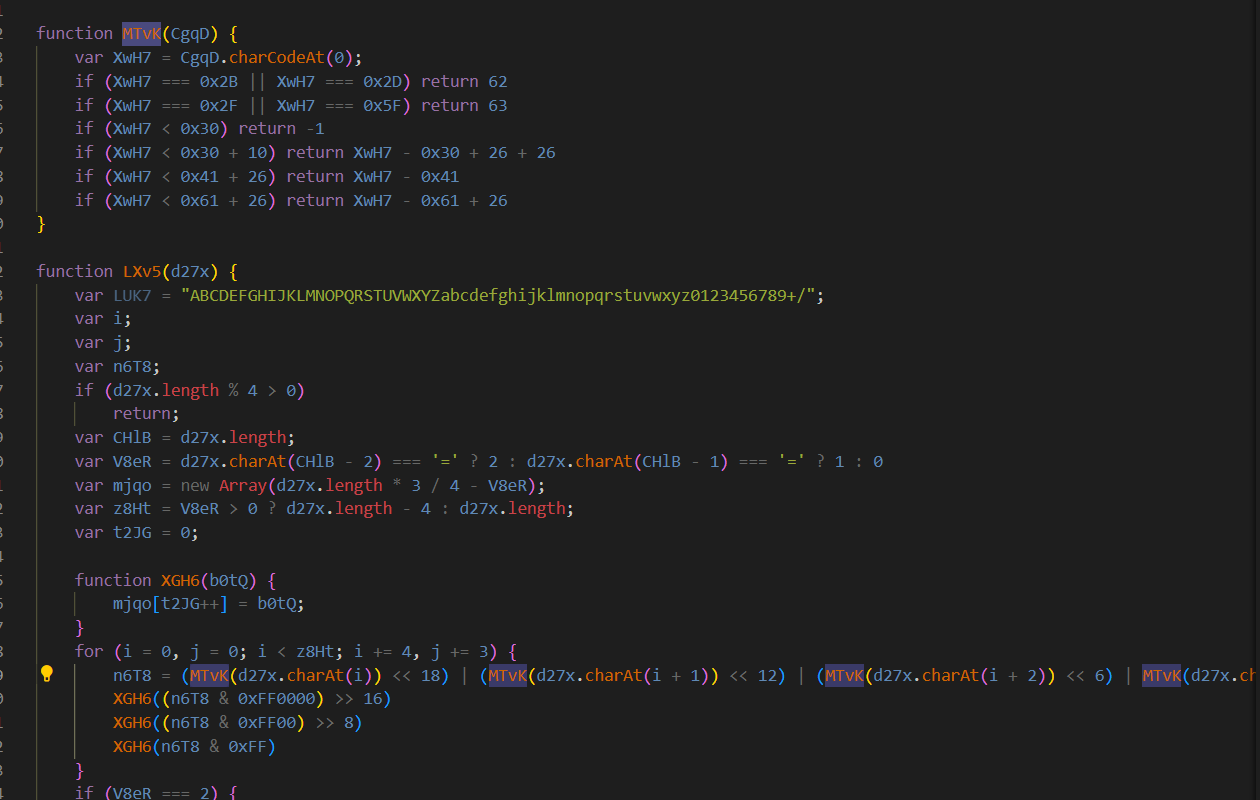 function MTvK(CgqD) {
    var XwH7 = CgqD.charCodeAt(0);
    if (XwH7 === 0x2B || XwH7 === 0x2D) return 62
    if (XwH7 === 0x2F || XwH7 === 0x5F) return 63
    if (XwH7 < 0x30) return -1
    if (XwH7 < 0x30 + 10) return XwH7 - 0x30 + 26 + 26
    if (XwH7 < 0x41 + 26) return XwH7 - 0x41
    if (XwH7 < 0x61 + 26) return XwH7 - 0x61 + 26
}
function LXv5(d27x) {
    var LUK7 = "ABCDEFGHIJKLMNOPQRSTUVWXYZabcdefghijklmnopqrstuvwxyz0123456789+/";
    var i;
    var j;
    var n6T8;
    if (d27x.length % 4 > 0)
        return;
    var CHlB = d27x.length;
    var V8eR = d27x.charAt(CHlB - 2) === '=' ? 2 : d27x.charAt(CHlB - 1) === '=' ? 1 : 0
    var mjqo = new Array(d27x.length * 3 / 4 - V8eR);
    var z8Ht = V8eR > 0 ? d27x.length - 4 : d27x.length;
    var t2JG = 0;
    function XGH6(b0tQ) {
        mjqo[t2JG++] = b0tQ;
    }
    for (i = 0, j = 0; i < z8Ht; i += 4, j += 3) {
        n6T8 = (MTvK(d27x.charAt(i)) << 18) | (MTvK(d27x.charAt(i + 1)) << 12) | (MTvK(d27x.charAt(i + 2)) << 6) | MTvK(d27x.ch
        XGH6((n6T8 & 0xFF0000) >> 16)
        XGH6((n6T8 & 0xFF00) >> 8)
        XGH6(n6T8 & 0xFF)
    }
    if (V8eR === 2) {